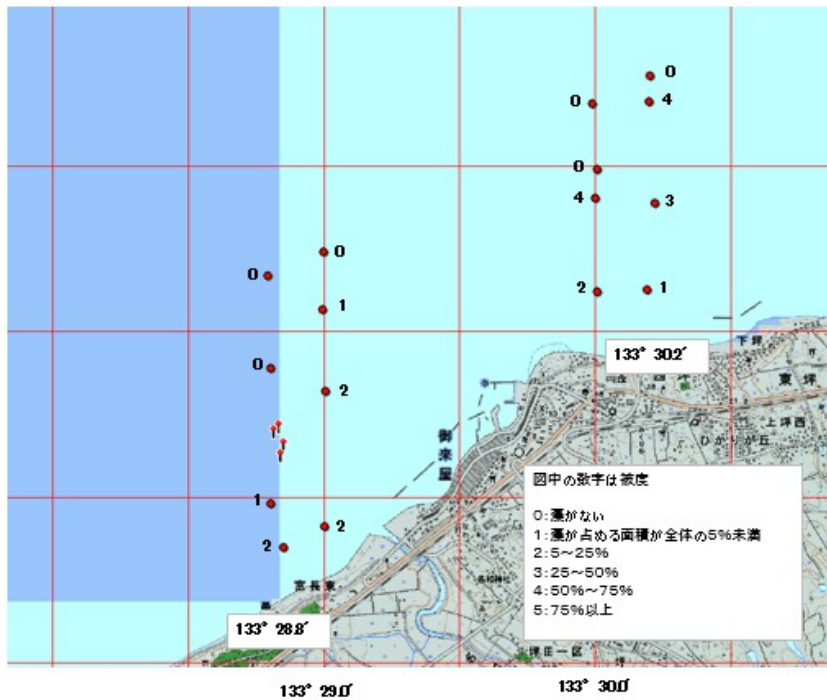 0
0
4
0
4
3
0
0
2
1
1
133° 30.2′
下坪
0
2
東坪
上坪西
御来屋
ひかりが丘
図中の数字は被度
0:藻がない
1:藻が占める面積が全体の5%未満
2:5～25%
3:25～50%
4:50%～75%
5:75%以上
1
2
2
富長東
133° 28.8′
133° 29.0′
133° 30.0′